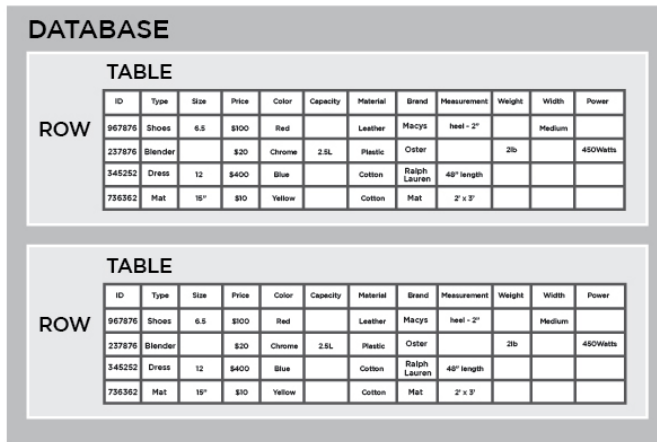 DATABASE
TABLE
ID Type Size Price Color Capacity Material Brand Measurement Weight Width Power
ROW
967876 Shoes 6.5 $100 Red Leather Macys heel - 2" Medium
237876 Blender $20 Chrome 2.5L Plastic Oster 2lb 450Watts
345252 Dress 12 $400 Blue Cotton Ralph Lauren 48" length
736362 Mat 15" $10 Yellow Cotton Mat 2' x 3'
TABLE
ID Type Size Price Color Capacity Material Brand Measurement Weight Width Power
ROW
967876 Shoes 6.5 $100 Red Leather Macys heel - 2" Medium
237876 Blender $20 Chrome 2.5L Plastic Oster 2lb 450Watts
345252 Dress 12 $400 Blue Cotton Ralph Lauren 48" length
736362 Mat 15" $10 Yellow Cotton Mat 2' x 3'